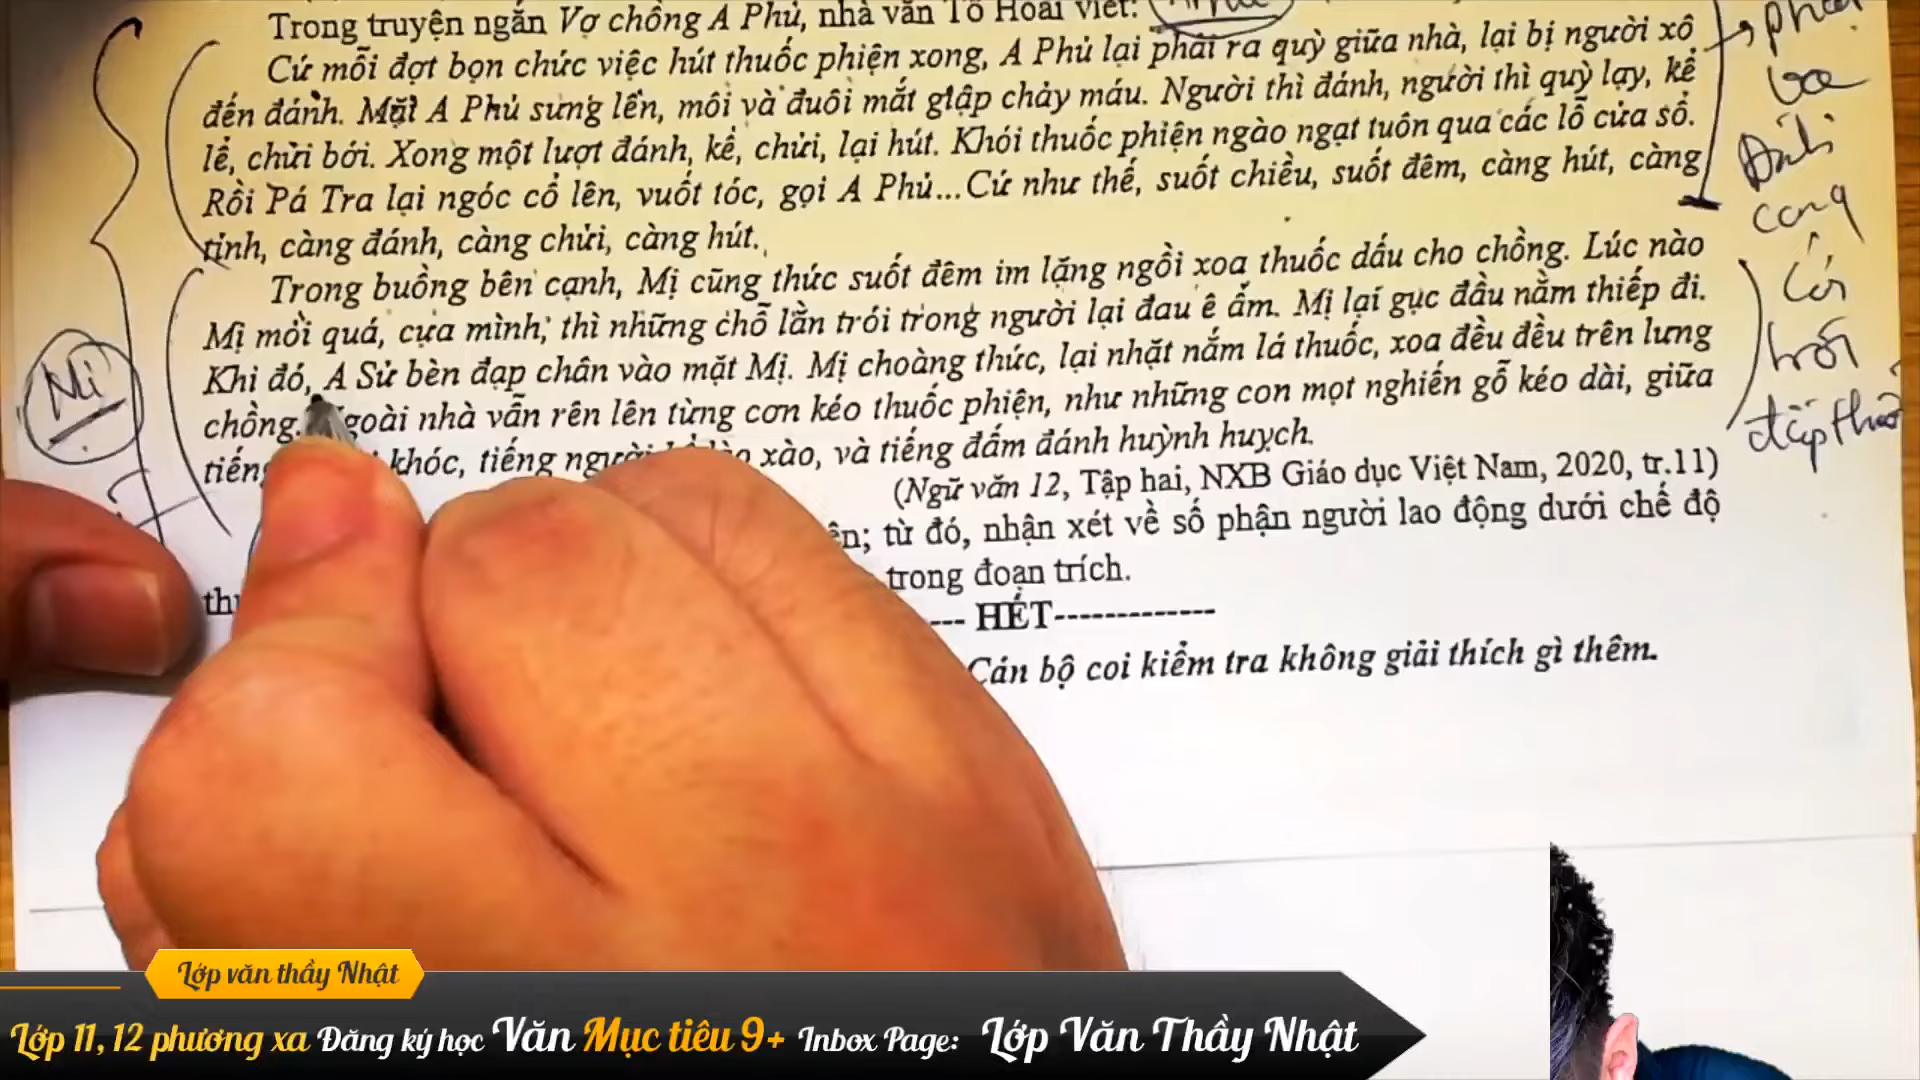 Trong truyện ngắn Vợ chồng A Phủ, nhà văn Tô Hoài viết:
Cứ mỗi đợt bọn chức việc hút thuốc phiện xong, A Phủ lại phải ra quỳ giữa nhà, lại bị người xô
đến đánh. Mặt A Phủ sưng lên, môi và đuôi mắt giập chảy máu. Người thì đánh, người thì quỳ lạy, kể
lể, chửi bới. Xong một lượt đánh, kể, chửi, lại hút. Khói thuốc phiện ngào ngạt tuôn qua các lỗ cửa sổ.
Rồi Pá Tra lại ngóc cổ lên, vuốt tóc, gọi A Phủ...Cứ như thế, suốt chiều, suốt đêm, càng hút, càng
tỉnh, càng đánh, càng chửi, càng hút.
Trong buồng bên cạnh, Mị cũng thức suốt đêm im lặng ngồi xoa thuốc dấu cho chồng. Lúc nào
Mị mỏi quá, cựa mình, thì những chỗ lằn trói trong người lại đau ê ẩm. Mị lại gục đầu nằm thiếp đi.
Khi đó, A Sử bèn đạp chân vào mặt Mị. Mị choàng thức, lại nhặt nắm lá thuốc, xoa đều đều trên lưng
chồng. goài nhà vẫn rên lên từng cơn kéo thuốc phiện, như những con mọt nghiến gỗ kéo dài, giữa
tiếng khóc, tiếng người xào, và tiếng đấm đánh huỳnh huỵch.
(Ngữ văn 12, Tập hai, NXB Giáo dục Việt Nam, 2020, tr.11)
từ đó, nhận xét về số phận người lao động dưới chế độ
trong đoạn trích.
--- HẾT-------------
Cán bộ coi kiểm tra không giải thích gì thêm.
Mị
Đánh
cong
Cởi
trói
đắp thuốc
Lớp văn thầy Nhật
Lớp 11, 12 phương xa Đăng ký học Văn Mục tiêu 9+ Inbox Page: Lớp Văn Thầy Nhật